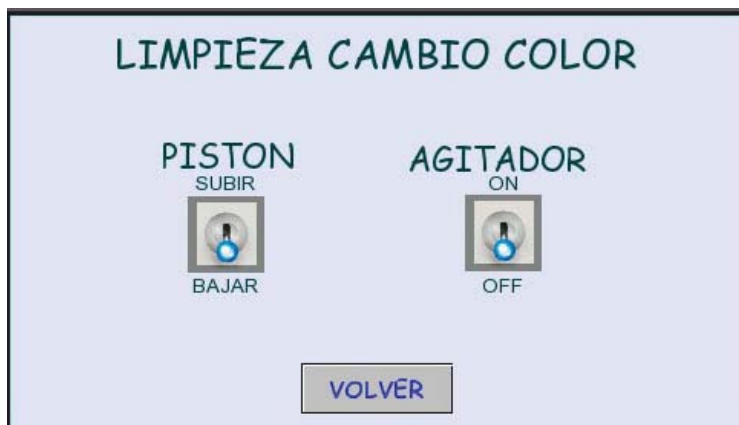 LIMPIEZA CAMBIO COLOR
PISTON
SUBIR
BAJAR
AGITADOR
ON
OFF
VOLVER